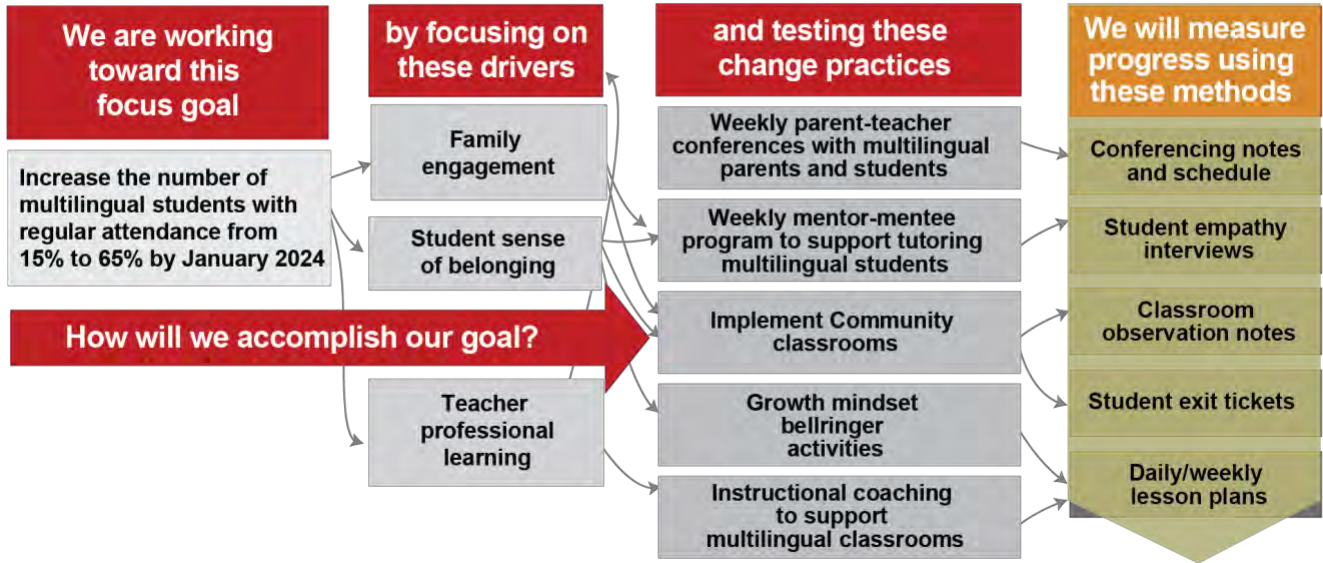 We are working
toward this
focus goal
Increase the number of
multilingual students with
regular attendance from
15% to 65% by January 2024
by focusing on
these drivers
Family
engagement
Student sense
of belonging
How will we accomplish our goal?
Teacher
professional
learning
and testing these
change practices
Weekly parent-teacher
conferences with multilingual
parents and students
Weekly mentor-mentee
program to support tutoring
multilingual students
Implement Community
classrooms
Growth mindset
bellringer
activities
Instructional coaching
to support
multilingual classrooms
We will measure
progress using
these methods
Conferencing notes
and schedule
Student empathy
interviews
Classroom
observation notes
Student exit tickets
Daily/weekly
lesson plans